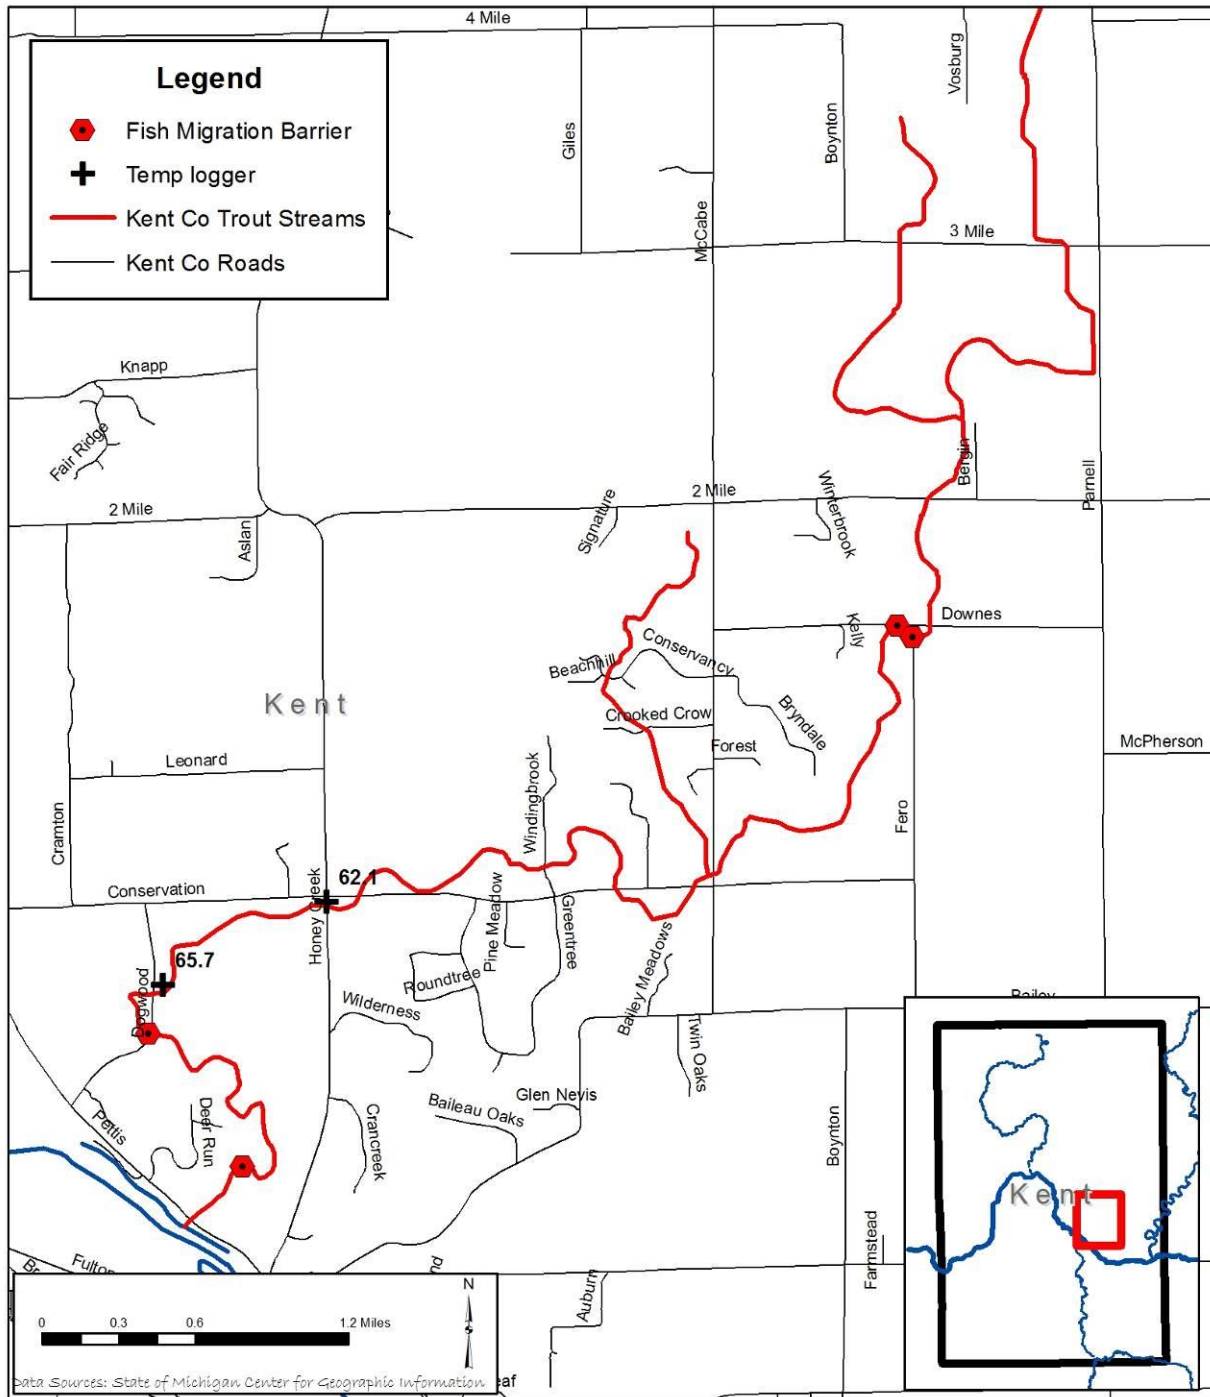 4 Mile
Legend
Fish Migration Barrier
Temp logger
Kent Co Trout Streams
Kent Co Roads
Giles
Boynton
Vosburg
McCabe
3 Mile
Knapp
Fair Ridge
2 Mile
Aslan
Signature
2 Mile
Winterbrook
Bergin
Parnell
Downes
Kelly
Conservancy
Beachhill
Kent
Crooked Crow
Bryndale
Forest
McPherson
Leonard
Windingbrook
Cramton
Fero
62.1
Conservation
Honey Creek
Pine Meadow
Greentree
65.7
Roundtree
Bailey Meadows
Dogwood
Wilderness
Bailey
Twin Oaks
Glen Nevis
Baileau Oaks
Deer Run
Pettis
Crancreek
Boynton
Kent
Farmstead
Fulton
Auburn
N
0 0.3 0.6 1.2 Miles
Data Sources: State of Michigan Center for Geographic Information